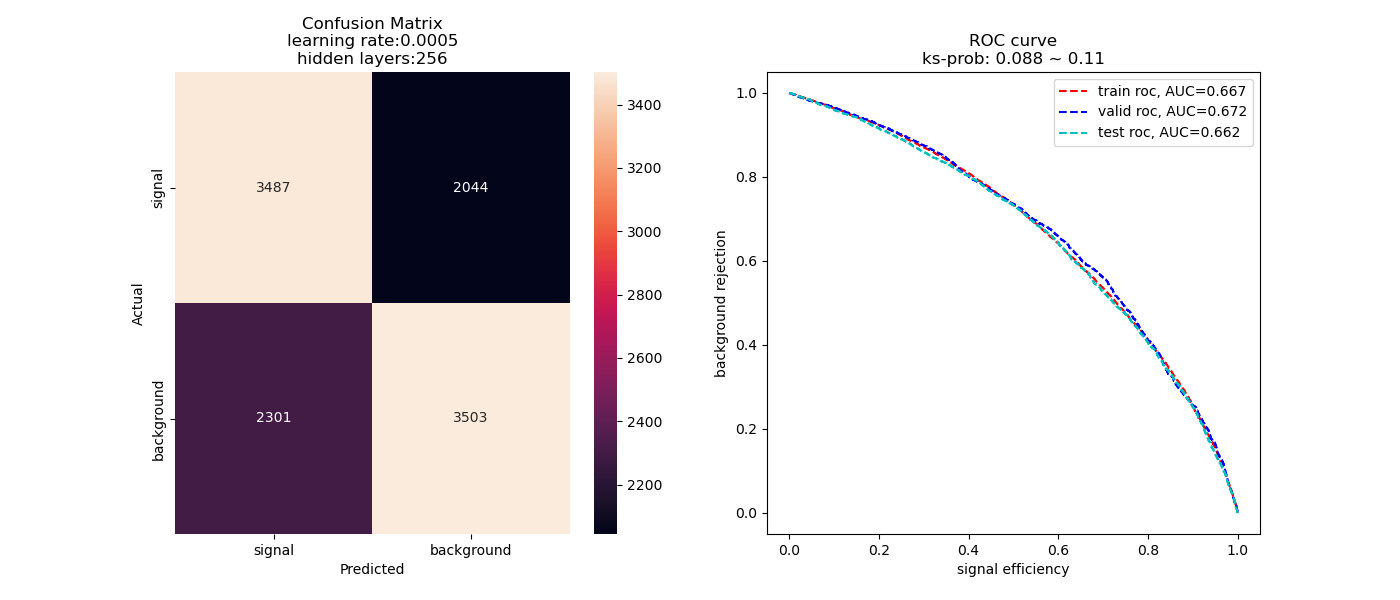 Confusion Matrix
learning rate:0.0005
hidden layers:256
signal
background
Actual
3487
2044
2301
3503
signal
background
Predicted
3400
3200
3000
2800
2600
2400
2200
ROC curve
ks-prob: 0.088 ~ 0.11
train roc, AUC=0.667
valid roc, AUC=0.672
test roc, AUC=0.662
background rejection
1.0
0.8
0.6
0.4
0.2
0.0
0.0
0.2
0.4
0.6
0.8
1.0
signal efficiency